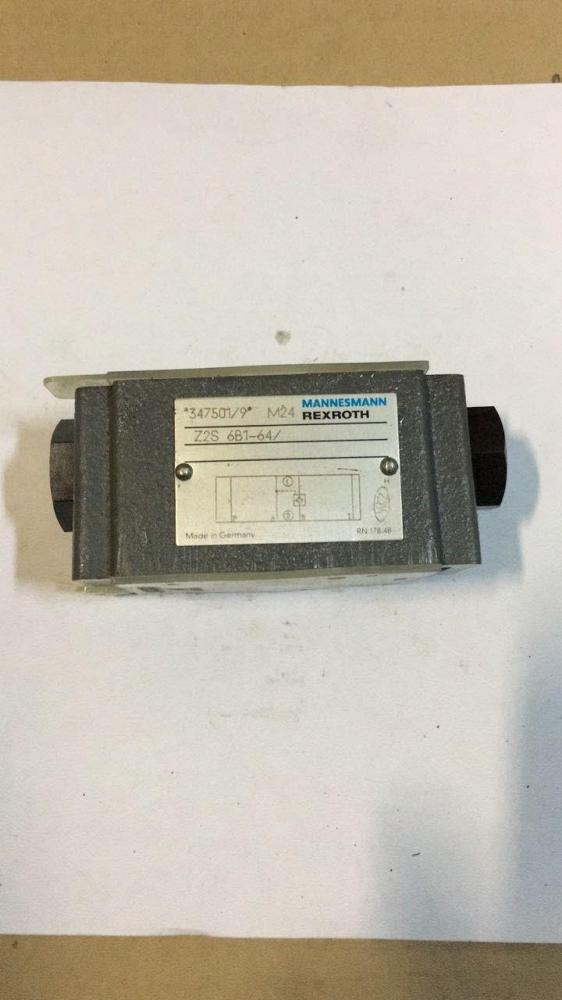 *347501/9* M24 MANNESMANN
REXROTH
Z2S 6B1-64/
Made in Germany
RN 178.48